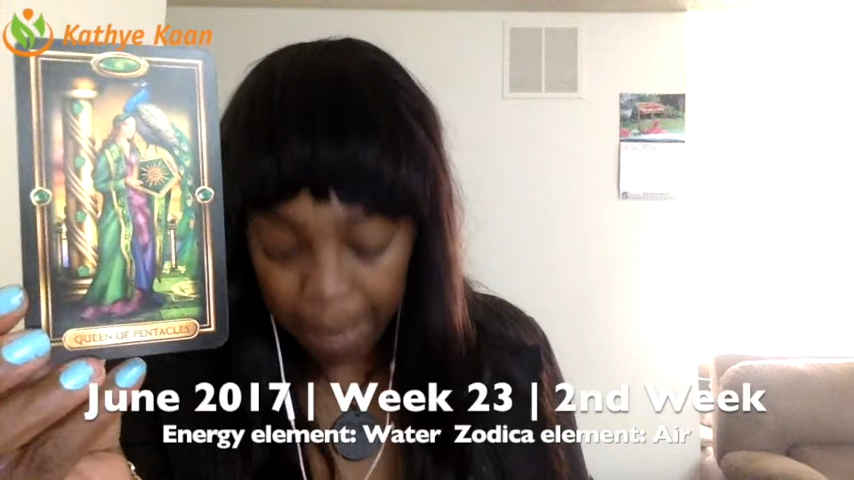 Kathye Kaan
QUEEN OF PENTACLES
June 2017 | Week 23 | 2nd Week
Energy element: Water  Zodica element: Air